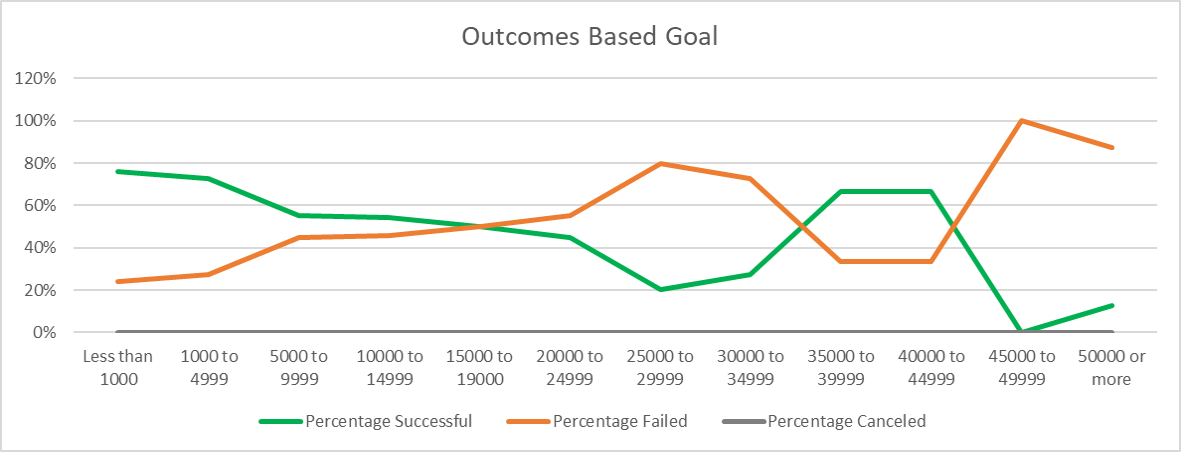 Outcomes Based Goal
120%
100%
80%
60%
40%
20%
0%
Less than
1000
1000 to
4999
5000 to
9999
10000 to
14999
15000 to
19000
20000 to
24999
25000 to
29999
30000 to
34999
35000 to
39999
40000 to
44999
45000 to
49999
50000 or
more
Percentage Successful
Percentage Failed
Percentage Canceled